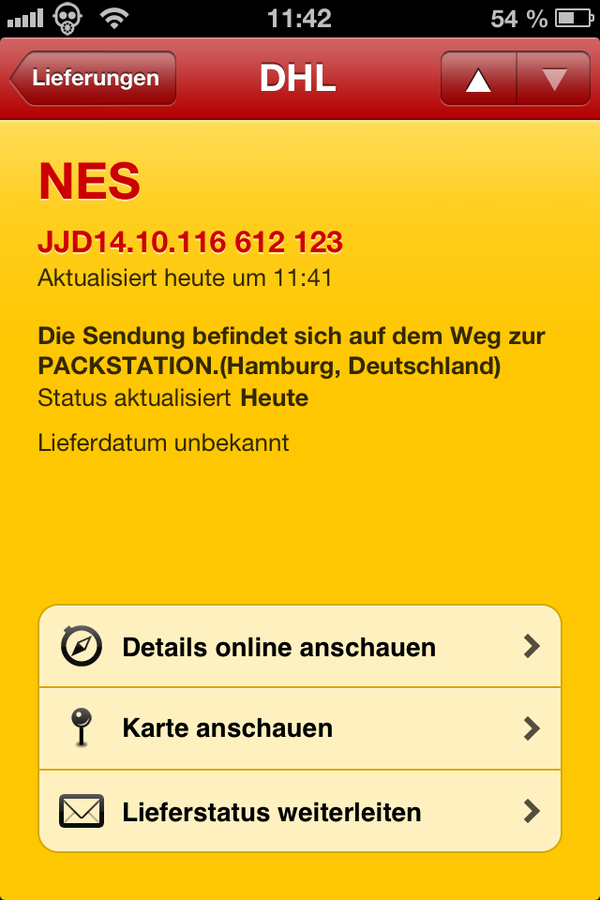 11:42
54 %
Lieferungen
DHL
NES
JJD14.10.116 612 123
Aktualisiert heute um 11:41
Die Sendung befindet sich auf dem Weg zur
PACKSTATION.(Hamburg, Deutschland)
Status aktualisiert Heute
Lieferdatum unbekannt
Details online anschauen
Karte anschauen
Lieferstatus weiterleiten